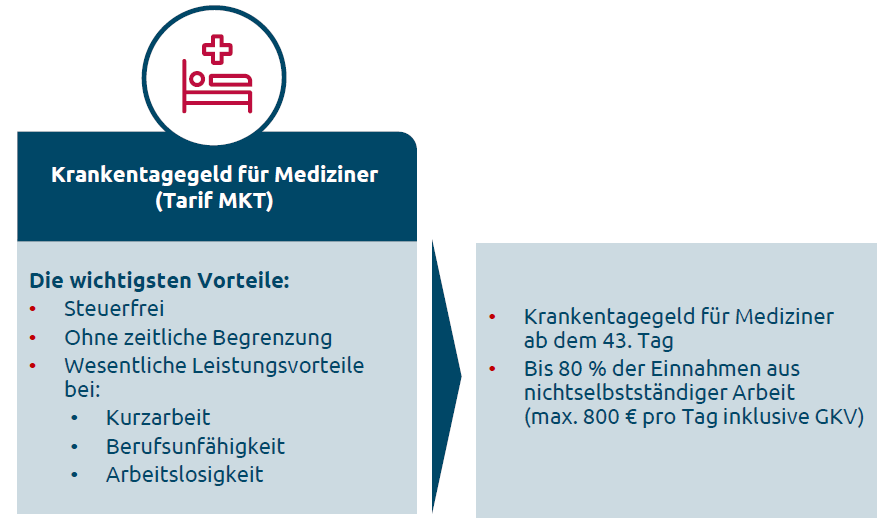 Krankentagegeld für Mediziner
(Tarif MKT)
Die wichtigsten Vorteile:
• Steuerfrei
• Ohne zeitliche Begrenzung
• Wesentliche Leistungsvorteile
bei:
• Kurzarbeit
• Berufsunfähigkeit
• Arbeitslosigkeit
• Krankentagegeld für Mediziner
ab dem 43. Tag
• Bis 80 % der Einnahmen aus
nichtselbstständiger Arbeit
(max. 800 € pro Tag inklusive GKV)